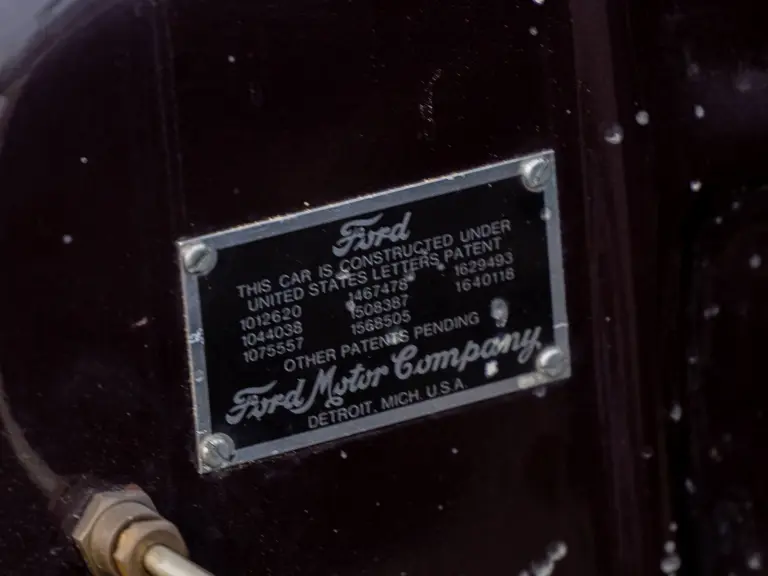 Ford
THIS CAR IS CONSTRUCTED UNDER
UNITED STATES LETTERS PATENT
1012620 1467478 1629493
1044038 1508387 1640118
1075557 1568505
OTHER PATENTS PENDING
Ford Motor Company
DETROIT, MICH. U.S.A.